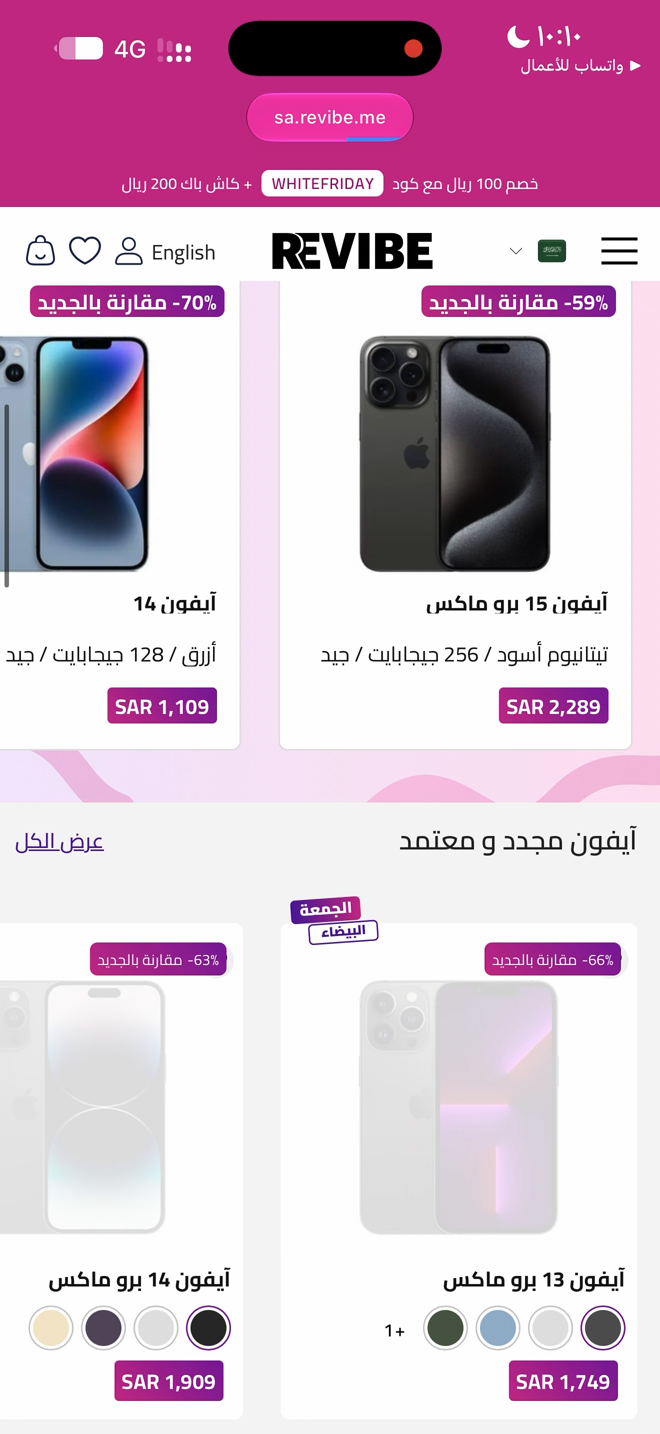 ١٠:١٠
4G
◀ واتساب للأعمال
sa.revibe.me
خصم 100 ريال مع كود WHITEFRIDAY + كاش باك 200 ريال
REVIBE
English
-59% مقارنة بالجديد
آيفون 15 برو ماكس
تيتانيوم أسود / 256 جيجابايت / جيد
SAR 2,289
-70% مقارنة بالجديد
آيفون 14
أزرق / 128 جيجابايت / جيد
SAR 1,109
آيفون مجدد و معتمد
عرض الكل
الجمعة
البيضاء
-66% مقارنة بالجديد
آيفون 13 برو ماكس
1+
SAR 1,749
-63% مقارنة بالجديد
آيفون 14 برو ماكس
SAR 1,909